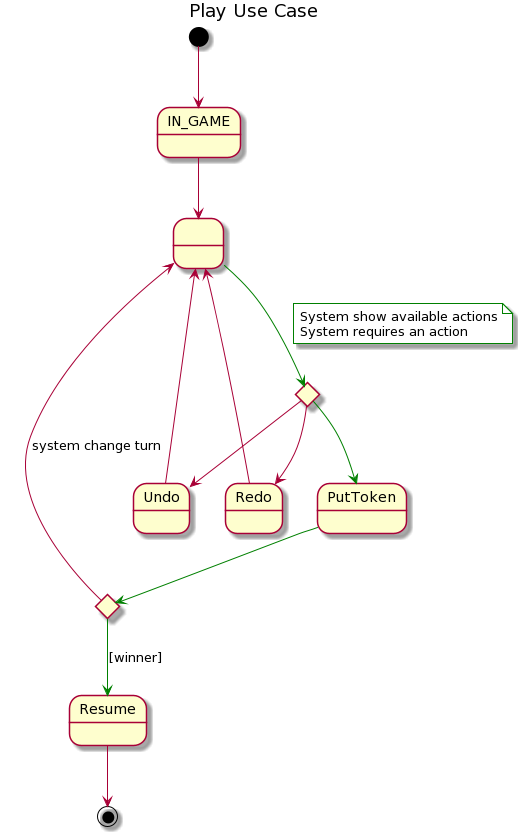 Play Use Case
IN_GAME
System show available actions
System requires an action
system change turn
Undo
Redo
PutToken
[winner]
Resume